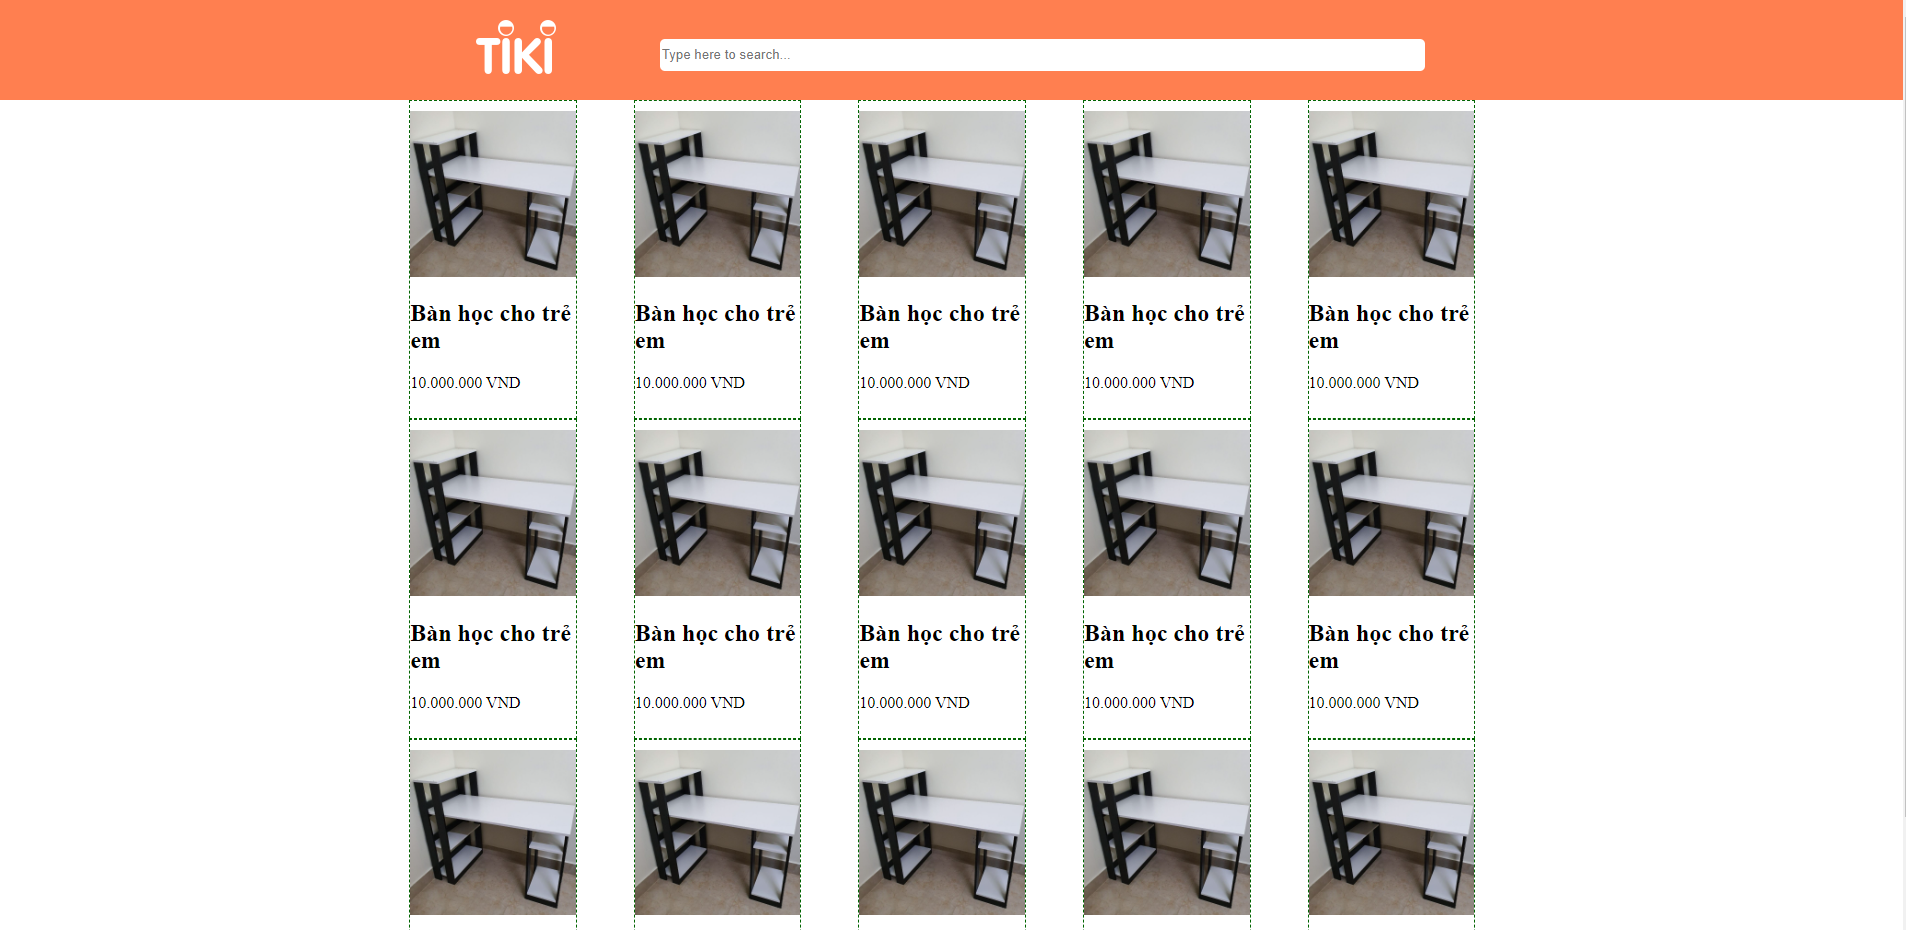 TiKi
Type here to search...
Bàn học cho trẻ Bàn học cho trẻ Bàn học cho trẻ Bàn học cho trẻ Bàn học cho trẻ
em em em em em
10.000.000 VND 10.000.000 VND 10.000.000 VND 10.000.000 VND 10.000.000 VND
Bàn học cho trẻ Bàn học cho trẻ Bàn học cho trẻ Bàn học cho trẻ Bàn học cho trẻ
em em em em em
10.000.000 VND 10.000.000 VND 10.000.000 VND 10.000.000 VND 10.000.000 VND